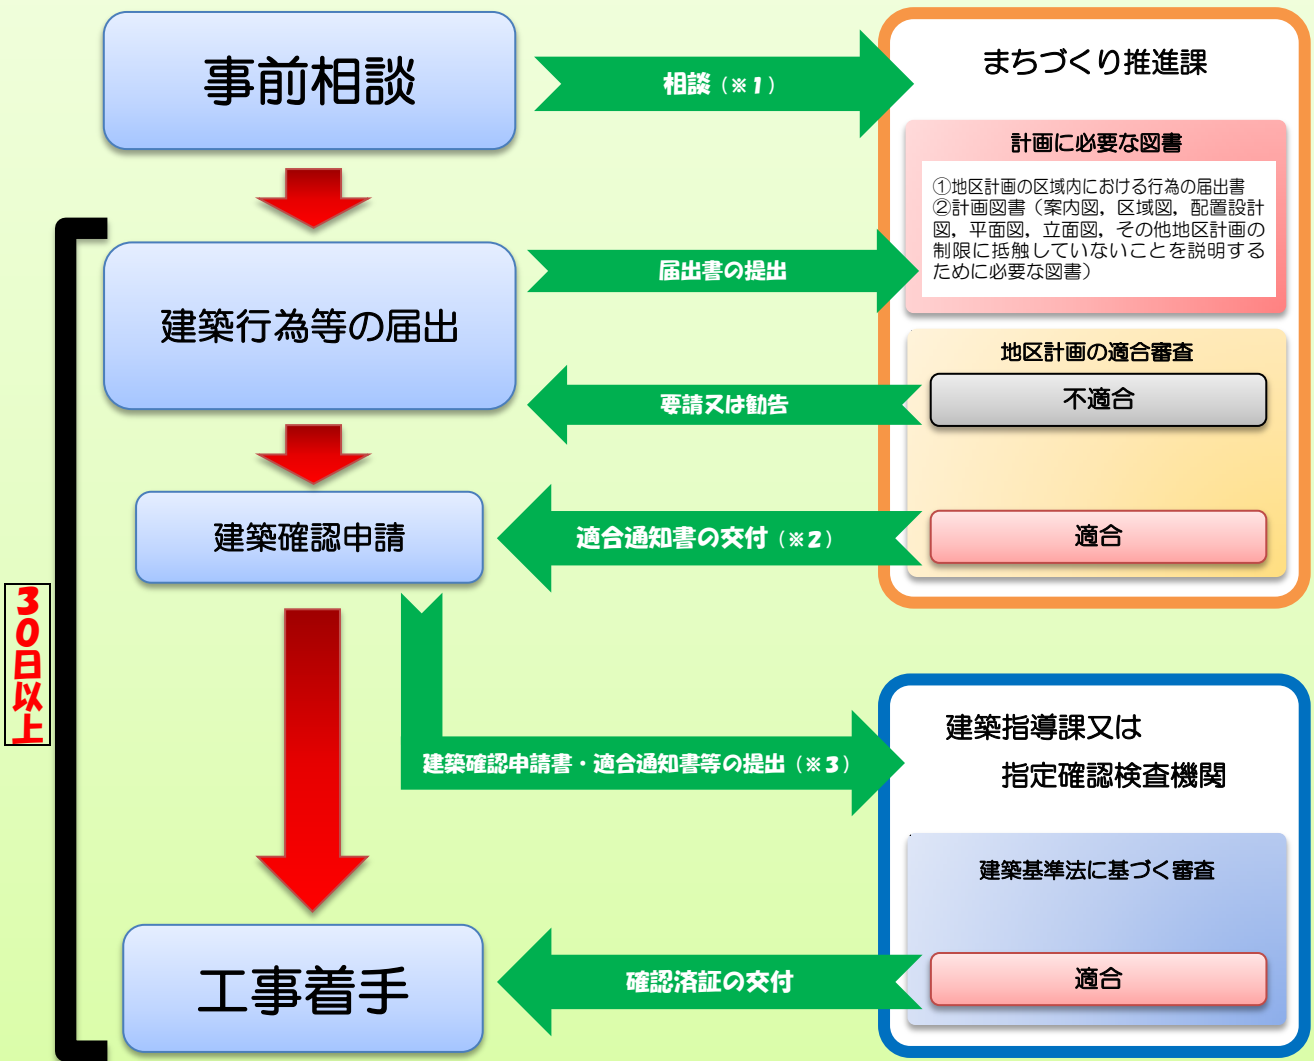 事前相談
相談（※１）
まちづくり推進課
計画に必要な図書
①地区計画の区域内における行為の届出書
②計画図書（案内図，区域図，配置設計
図，平面図，立面図，その他地区計画の
制限に抵触していないことを説明する
ために必要な図書）
建築行為等の届出
届出書の提出
地区計画の適合審査
不適合
要請又は勧告
建築確認申請
適合通知書の交付（※２）
適合
３０日以上
建築確認申請書・適合通知書等の提出（※３）
建築指導課又は
指定確認検査機関
建築基準法に基づく審査
工事着手
確認済証の交付
適合